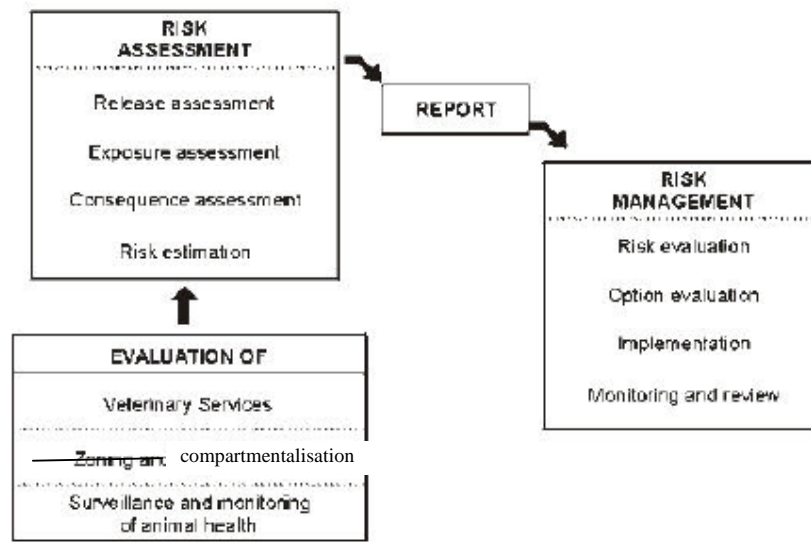 RISK
ASSESSMENT
Release assessment
Exposure assessment
Consequence assessment
Risk estimation
REPORT
RISK
MANAGEMENT
Risk evaluation
Option evaluation
Implementation
Monitoring and review
EVALUATION OF
Veterinary Services
Zoning and compartmentalisation
Surveillance and monitoring
of animal health